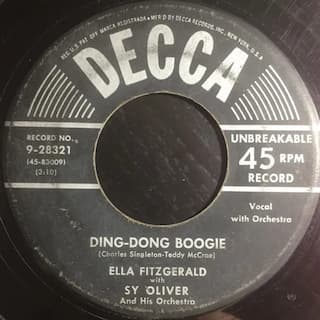 REG. U.S. PAT. OFF. MARCA REGISTRADA • MF'D BY DECCA RECORDS, INC., NEW YORK, U.S.A.
DECCA
RECORD NO.
9-28321
(45-83009)
(3:10)
UNBREAKABLE
45 RPM
RECORD
Vocal
with Orchestra
DING-DONG BOOGIE
(Charles Singleton-Teddy McCrae)
ELLA FITZGERALD
with
SY OLIVER
And His Orchestra